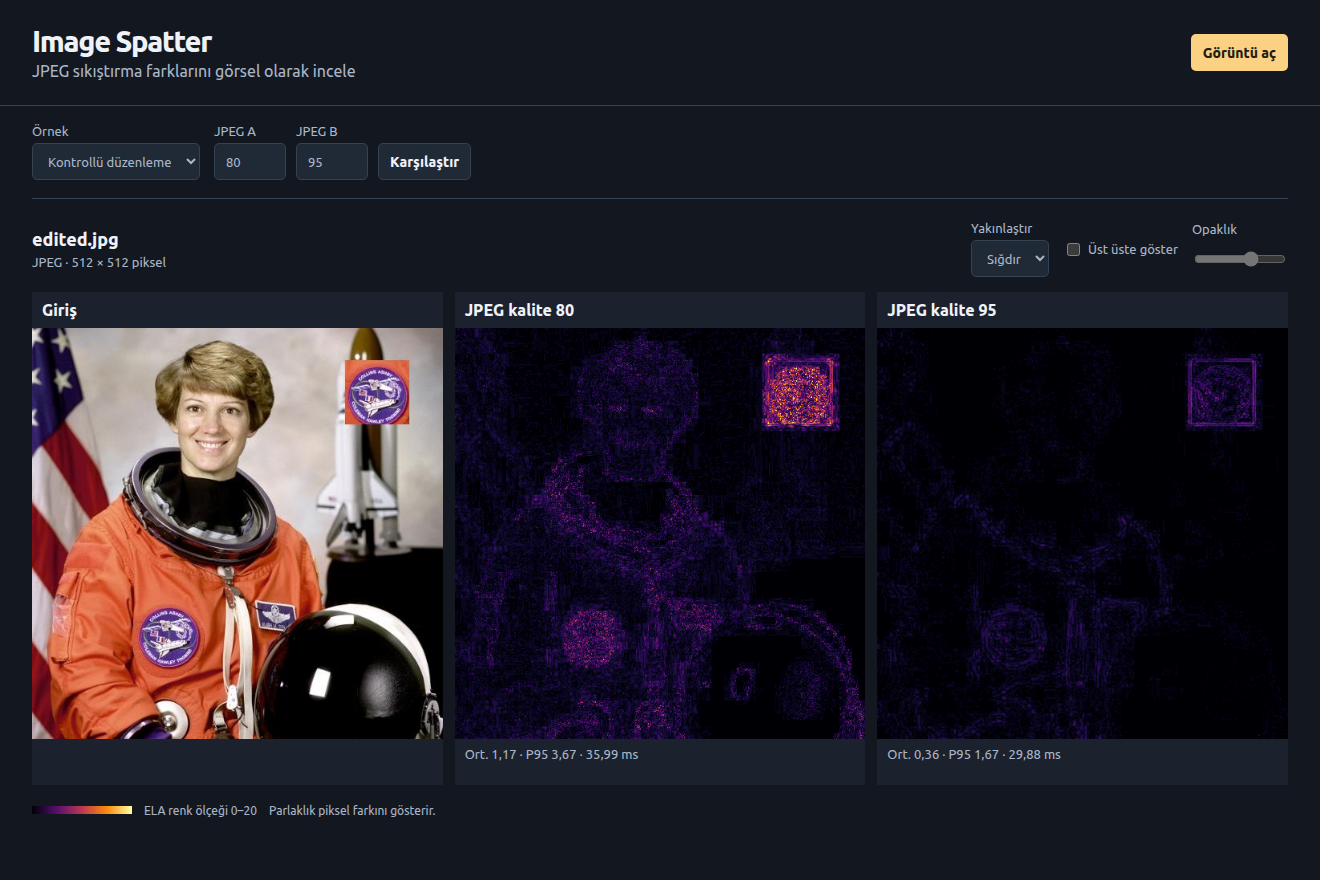 Image Spatter
JPEG sıkıştırma farklarını görsel olarak incele
Görüntü aç
Örnek
JPEG A
JPEG B
Kontrollü düzenleme
80
95
Karşılaştır
edited.jpg
JPEG · 512 × 512 piksel
Yakınlaştır
Sığdır
Üst üste göster
Opaklık
Giriş
JPEG kalite 80
JPEG kalite 95
Ort. 1,17 · P95 3,67 · 35,99 ms
Ort. 0,36 · P95 1,67 · 29,88 ms
ELA renk ölçeği 0–20
Parlaklık piksel farkını gösterir.